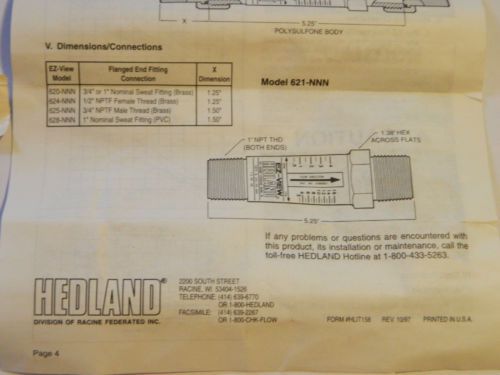 X
5.25"
POLYSULFONE BODY
V. Dimensions/Connections
EZ-View Model
Flanged End Fitting Connection
X Dimension
620-NNN 3/4" or 1" Nominal Sweat Fitting (Brass) 1.25"
624-NNN 1/2" NPTF Female Thread (Brass) 1.25"
625-NNN 3/4" NPTF Male Thread (Brass) 1.50"
628-NNN 1" Nominal Sweat Fitting (PVC) 1.50"
Model 621-NNN
1" NPT THD
(BOTH ENDS)
1.38" HEX
ACROSS FLATS
EZ-VIEW
HEDLAND
5.25"
If any problems or questions are encountered with
this product, its installation or maintenance, call the
toll-free HEDLAND Hotline at 1-800-433-5263.
HEDLAND®
DIVISION OF RACINE FEDERATED INC.
2200 SOUTH STREET
RACINE, WI 53404-1526
TELEPHONE: (414) 639-6770
OR 1-800-HEDLAND
FACSIMILE: (414) 639-2267
OR 1-800-CHK-FLOW
FORM #HLIT158 REV. 10/97 PRINTED IN U.S.A.
Page 4